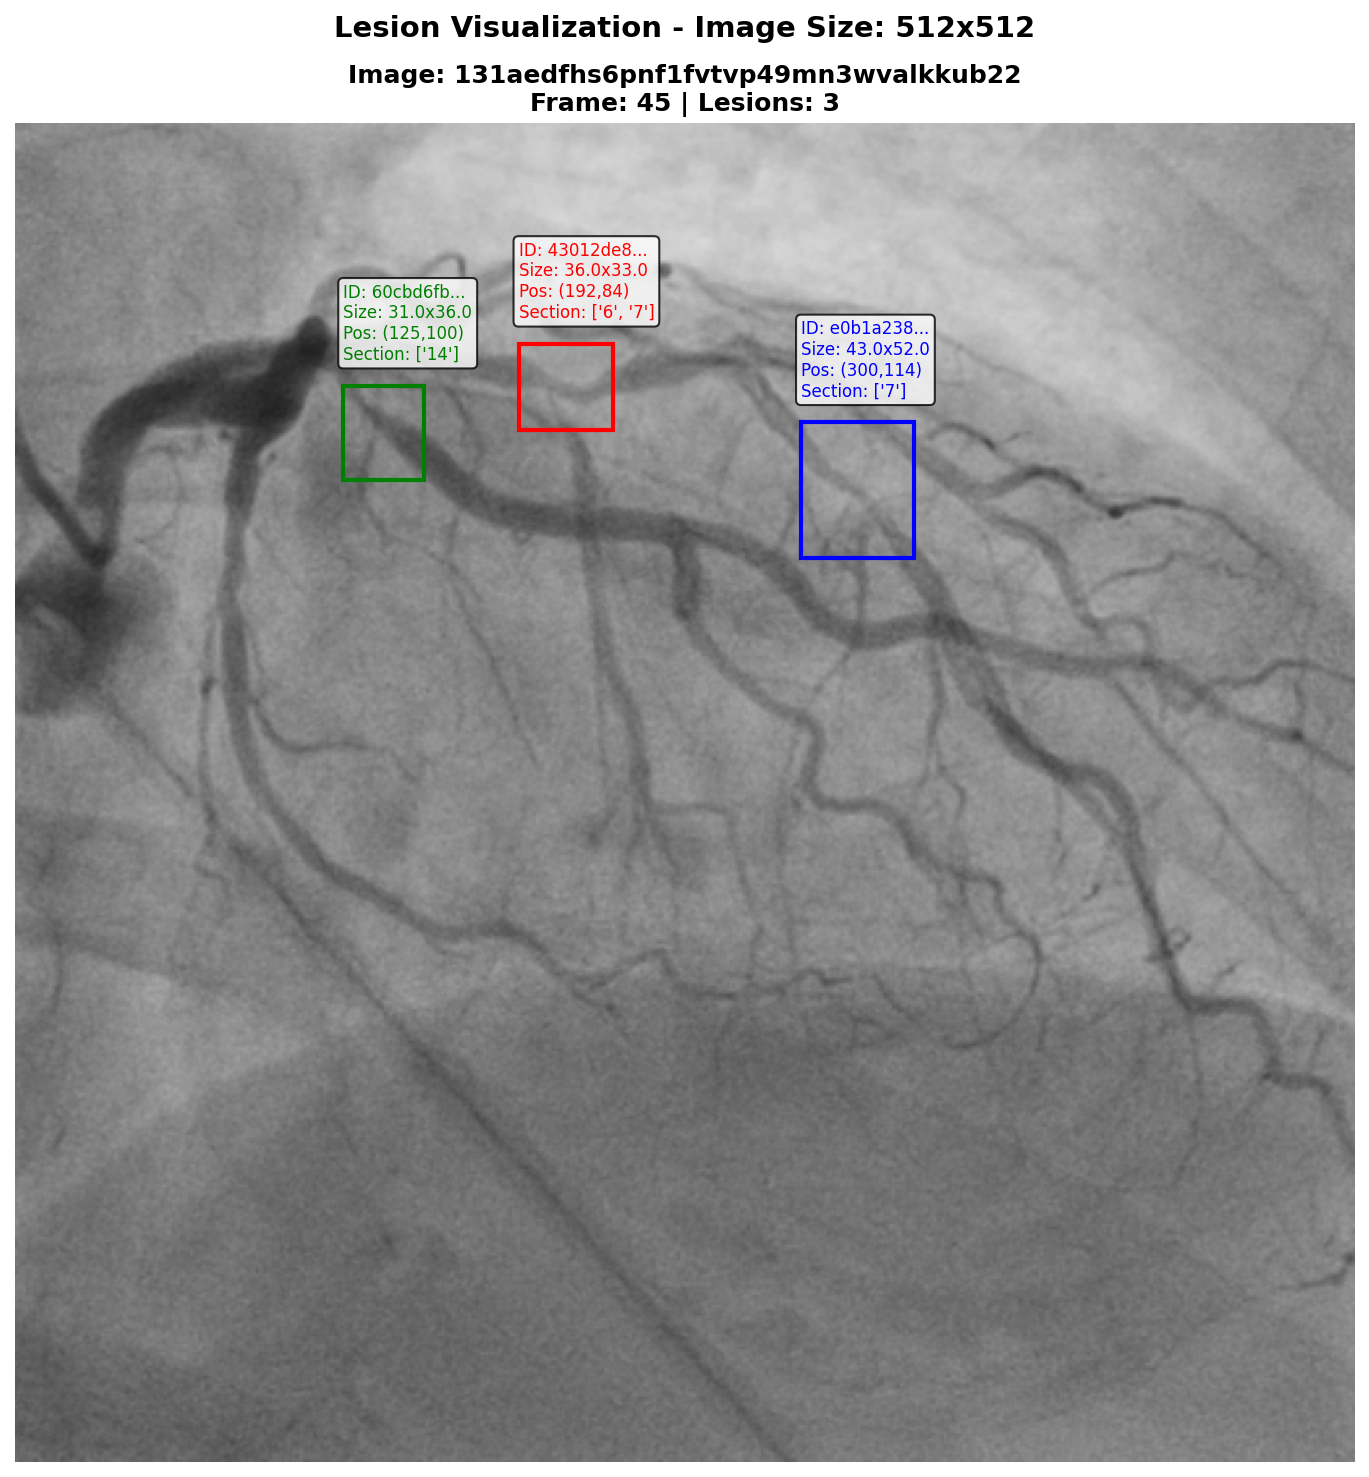 Lesion Visualization - Image Size: 512x512
Image: 131aedfhs6pnf1fvtvp49mn3wvalkkub22
Frame: 45 | Lesions: 3
ID: 43012de8...
Size: 36.0x33.0
Pos: (192,84)
Section: ['6', '7']
ID: 60cbd6fb...
Size: 31.0x36.0
Pos: (125,100)
Section: ['14']
ID: e0b1a238...
Size: 43.0x52.0
Pos: (300,114)
Section: ['7']